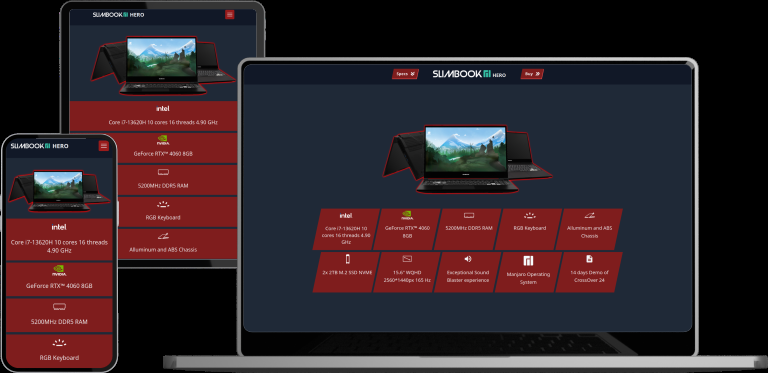 SLIMBOOK HERO
intel
Core i7-13620H 10 cores 16 threads 4.90 GHz
NVIDIA
GeForce RTX™ 4060 8GB
5200MHz DDR5 RAM
RGB Keyboard
Alluminum and ABS Chassis
SLIMBOOK HERO
intel
Core i7-13620H 10 cores 16 threads
4.90 GHz
NVIDIA
GeForce RTX™ 4060 8GB
5200MHz DDR5 RAM
RGB Keyboard
Specs SLIMBOOK HERO Buy
intel
Core i7-13620H 10
cores 16 threads 4.90
GHz
NVIDIA
GeForce RTX™ 4060
8GB
5200MHz DDR5 RAM
RGB Keyboard
Alluminum and ABS
Chassis
2x 2TB M.2 SSD NVME
15.6" WQHD
2560*1440px 165 Hz
Exceptional Sound
Blaster experience
Manjaro Operating
System
14 days Demo of
CrossOver 24